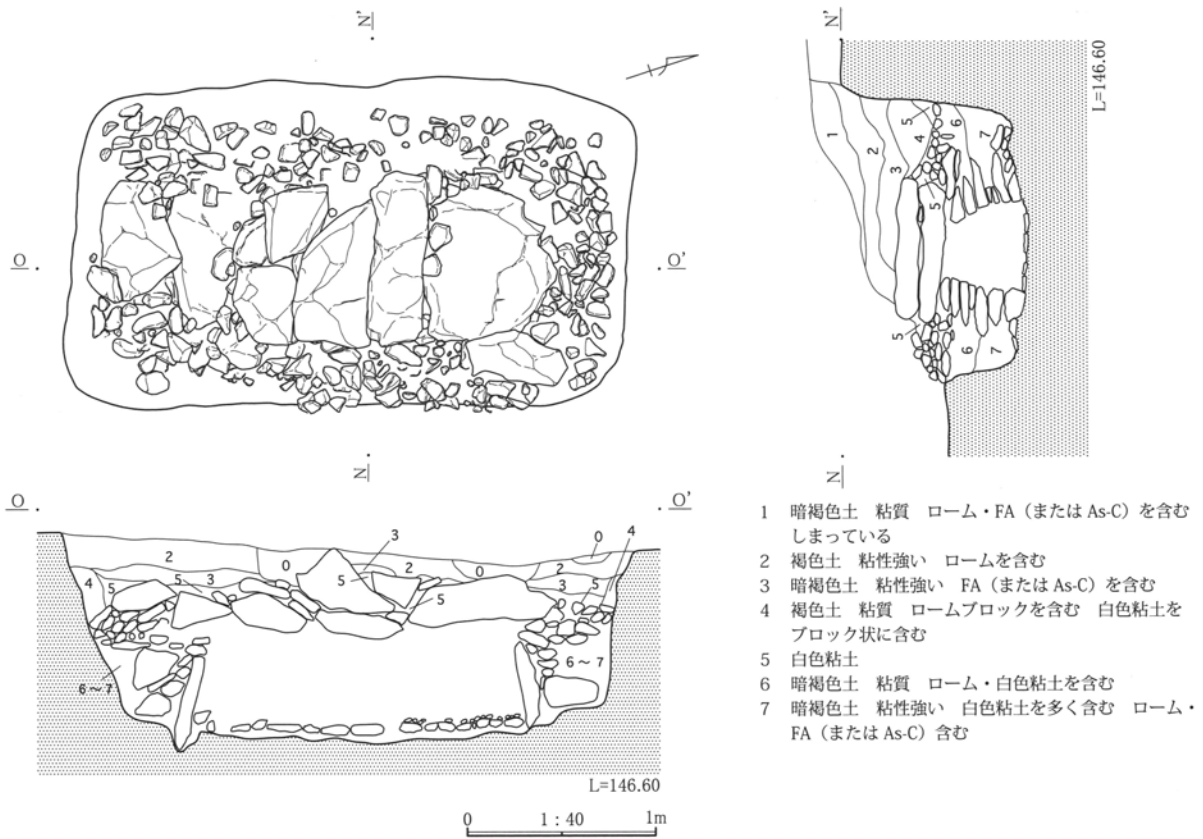 N'
N'
L=146.60
1
2
3
4
5
6
7
5
5
6
7
O
O'
N
N
O
O'
3
4
0
2
0
2
0
2
4
5
5
3
5
5
3
5
6～7
6～7
L=146.60
0 1：40 1m
1 暗褐色土 粘質 ローム・FA（または As-C）を含む
しまっている
2 褐色土 粘性強い ロームを含む
3 暗褐色土 粘性強い FA（または As-C）を含む
4 褐色土 粘質 ロームブロックを含む 白色粘土を
ブロック状に含む
5 白色粘土
6 暗褐色土 粘質 ローム・白色粘土を含む
7 暗褐色土 粘性強い 白色粘土を多く含む ローム・
FA（または As-C）含む